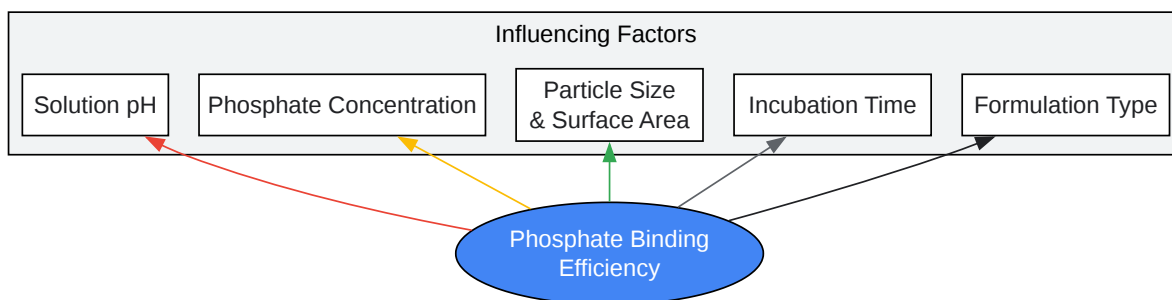 Influencing Factors
Solution pH
Phosphate Concentration
Particle Size
& Surface Area
Incubation Time
Formulation Type
Phosphate Binding
Efficiency